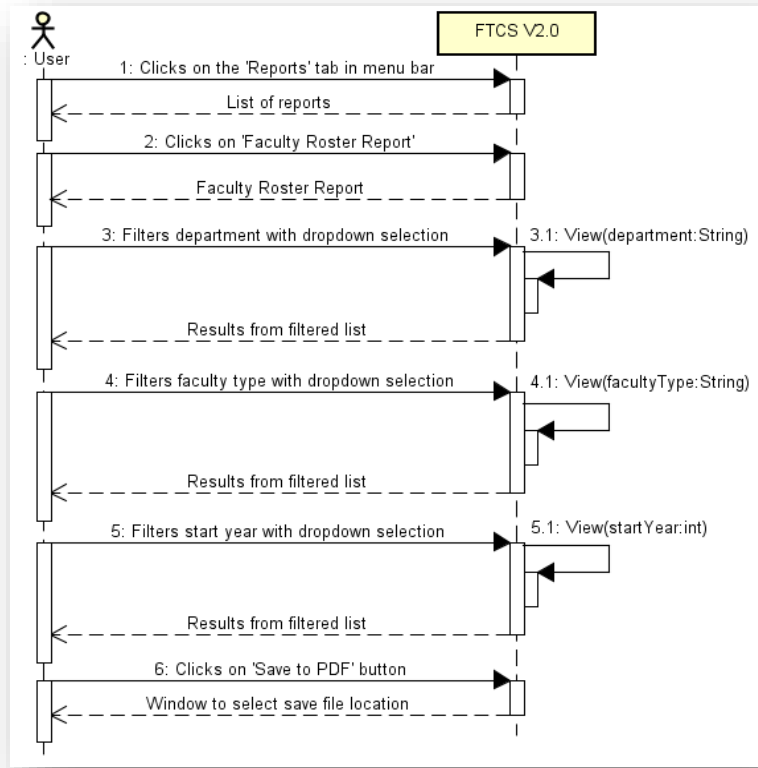 FTCS V2.0
: User
1: Clicks on the 'Reports' tab in menu bar
List of reports
2: Clicks on 'Faculty Roster Report'
Faculty Roster Report
3: Filters department with dropdown selection
3.1: View(department:String)
Results from filtered list
4: Filters faculty type with dropdown selection
4.1: View(facultyType:String)
Results from filtered list
5: Filters start year with dropdown selection
5.1: View(startYear:int)
Results from filtered list
6: Clicks on 'Save to PDF' button
Window to select save file location